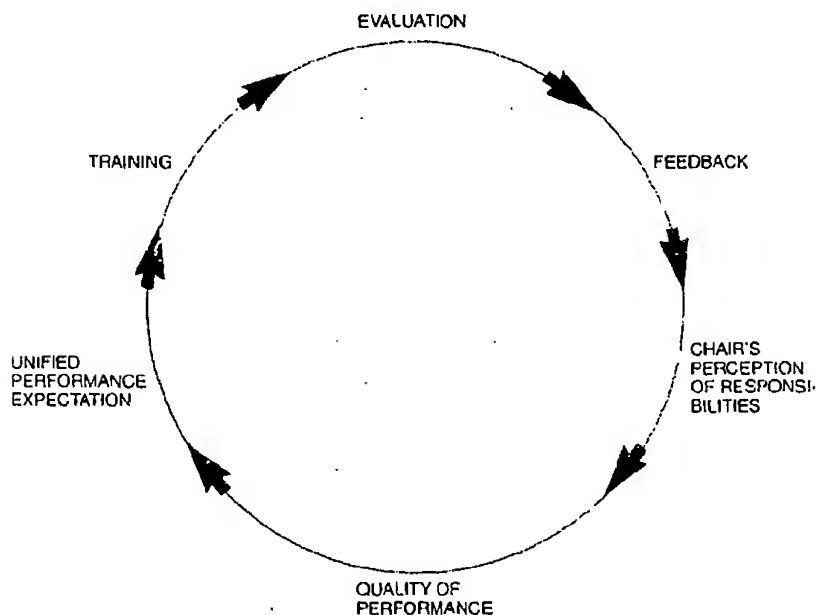 EVALUATION
FEEDBACK
CHAIR'S
PERCEPTION
OF RESPONSI-
BILITIES
QUALITY OF
PERFORMANCE
UNIFIED
PERFORMANCE
EXPECTATION
TRAINING